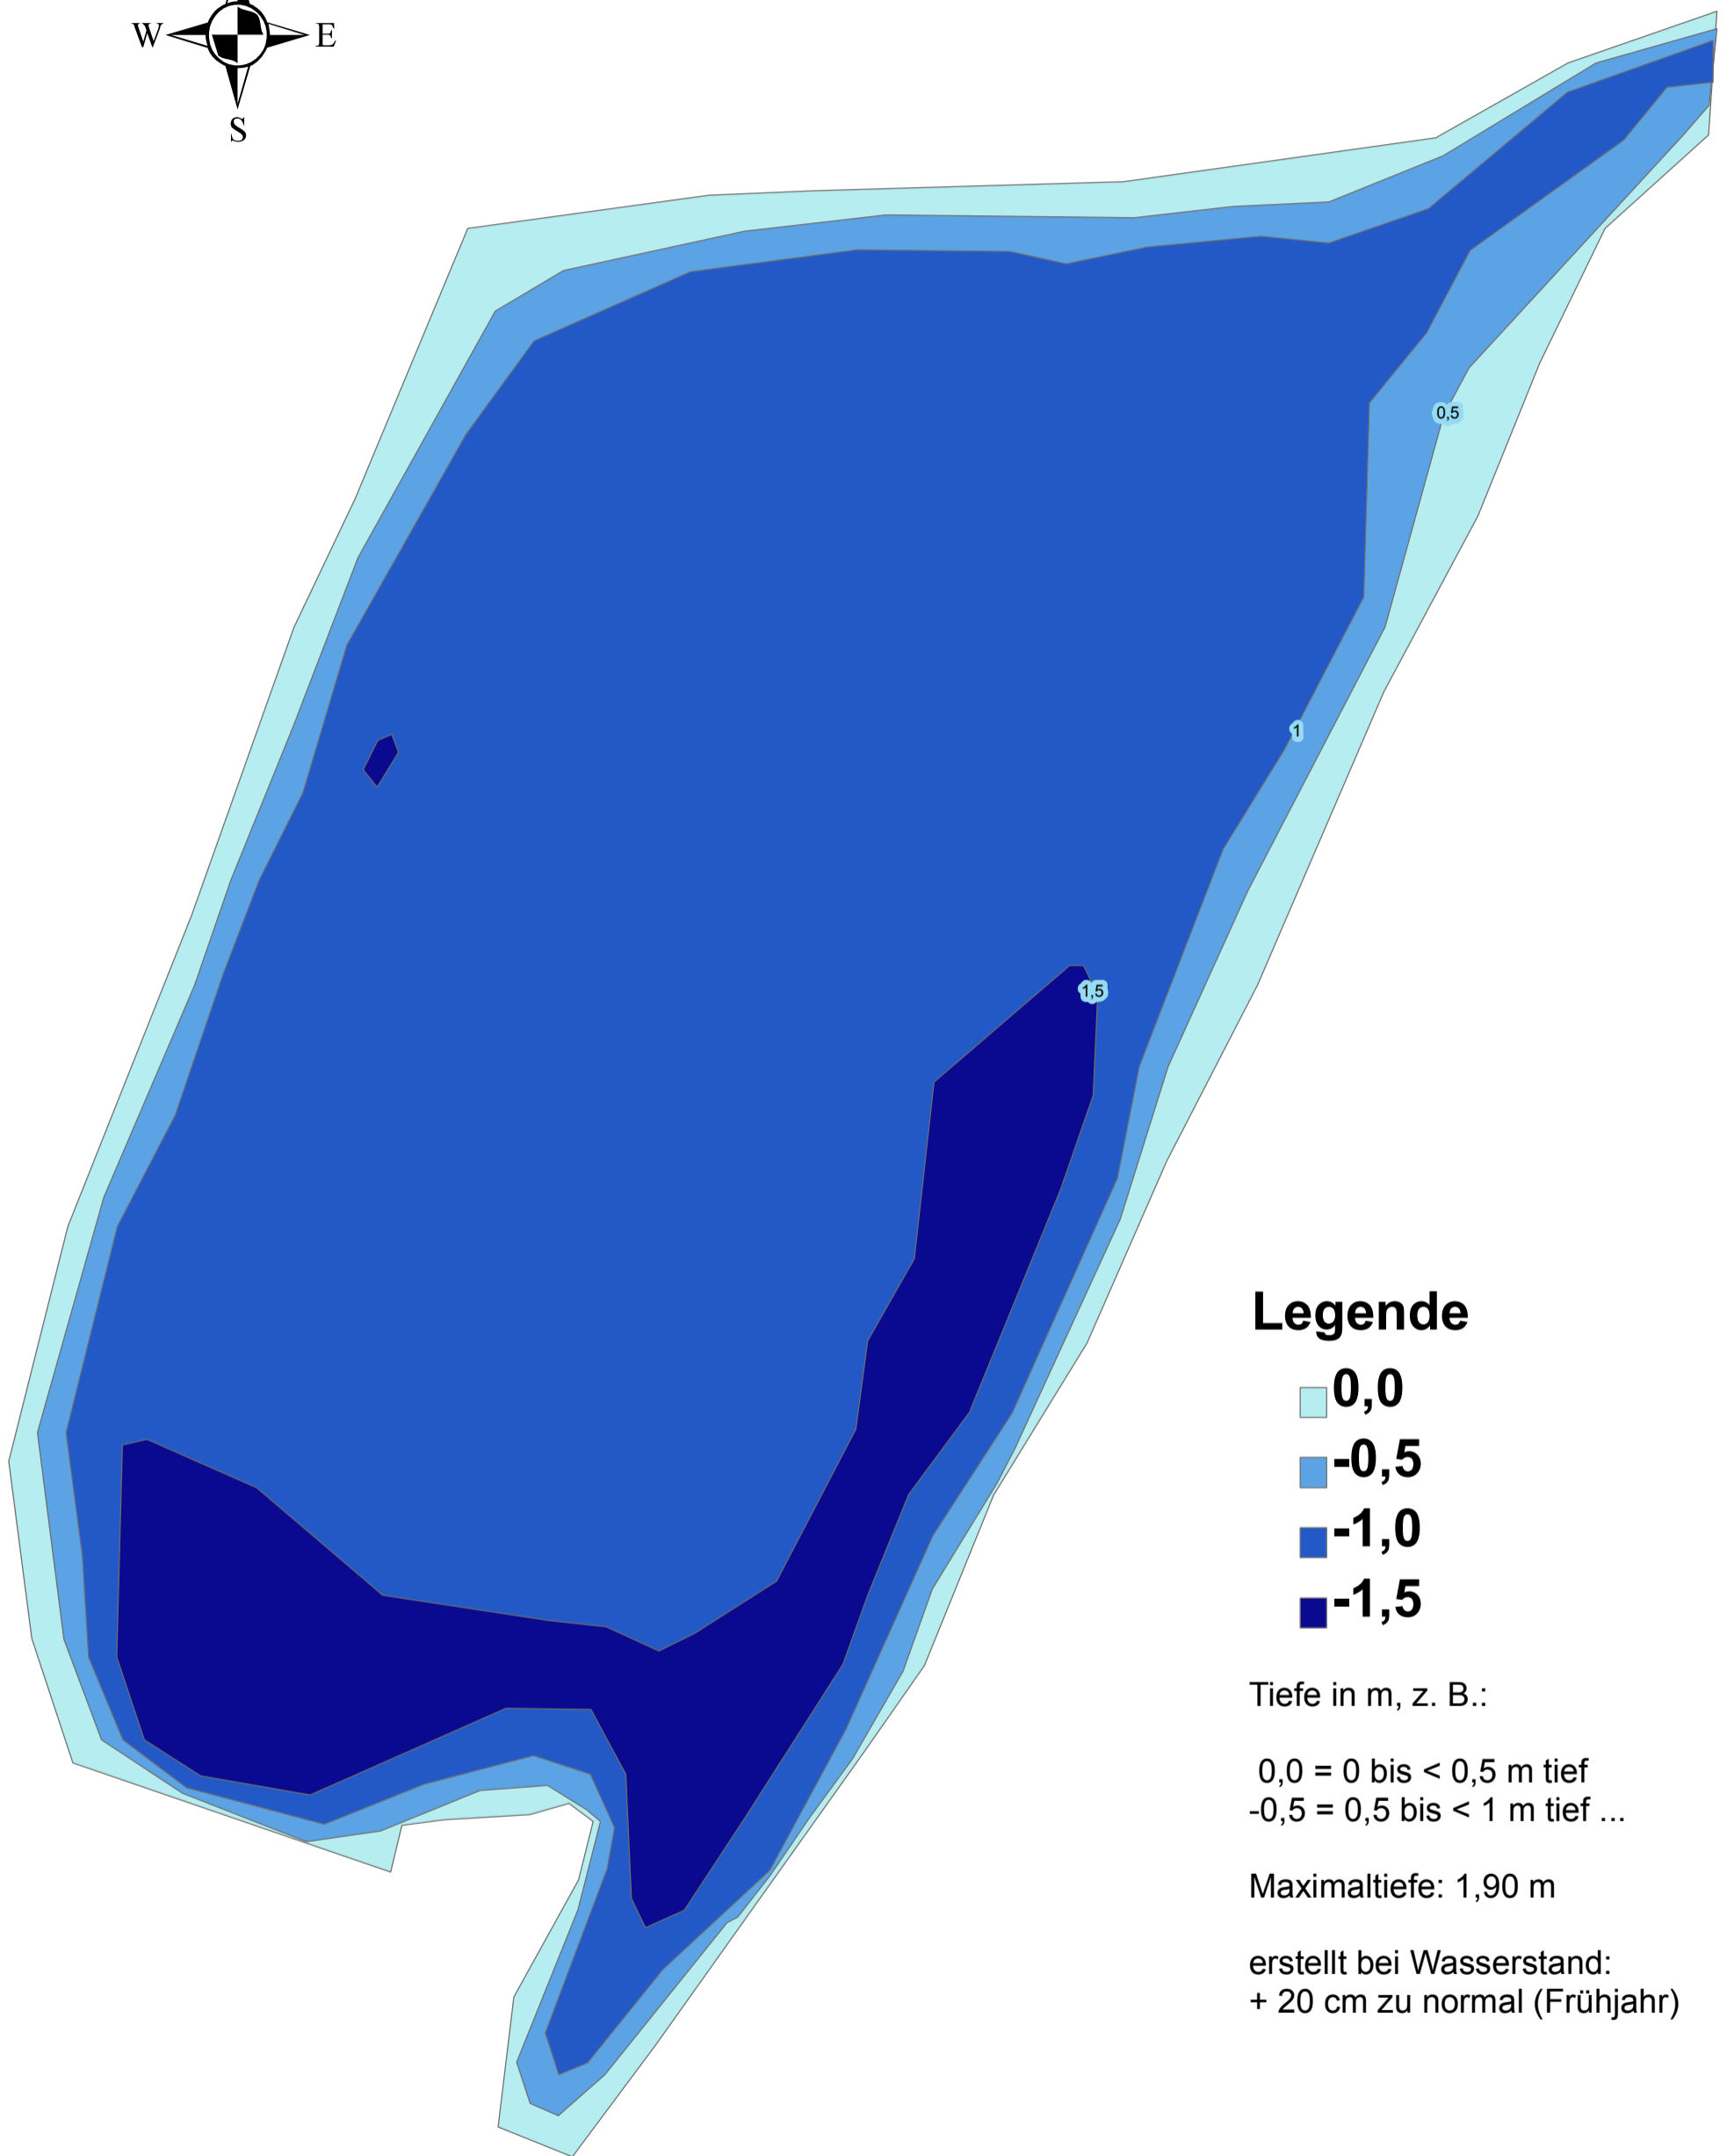 W E
S
0,5
1
1,5
Legende
0,0
-0,5
-1,0
-1,5
Tiefe in m, z. B.:
0,0 = 0 bis < 0,5 m tief
-0,5 = 0,5 bis < 1 m tief ...
Maximaltiefe: 1,90 m
erstellt bei Wasserstand:
+ 20 cm zu normal (Frühjahr)